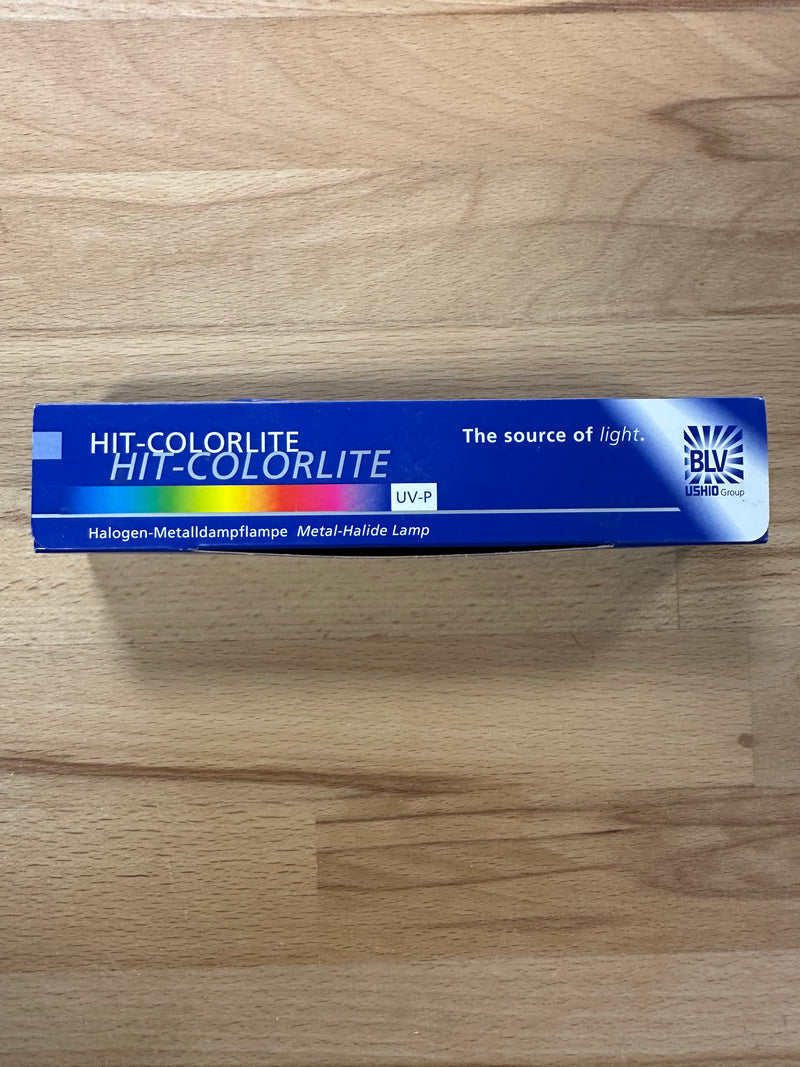 HIT-COLORLITE
HIT-COLORLITE
The source of light.
BLV
USHIO Group
UV-P
Halogen-Metalldampflampe Metal-Halide Lamp